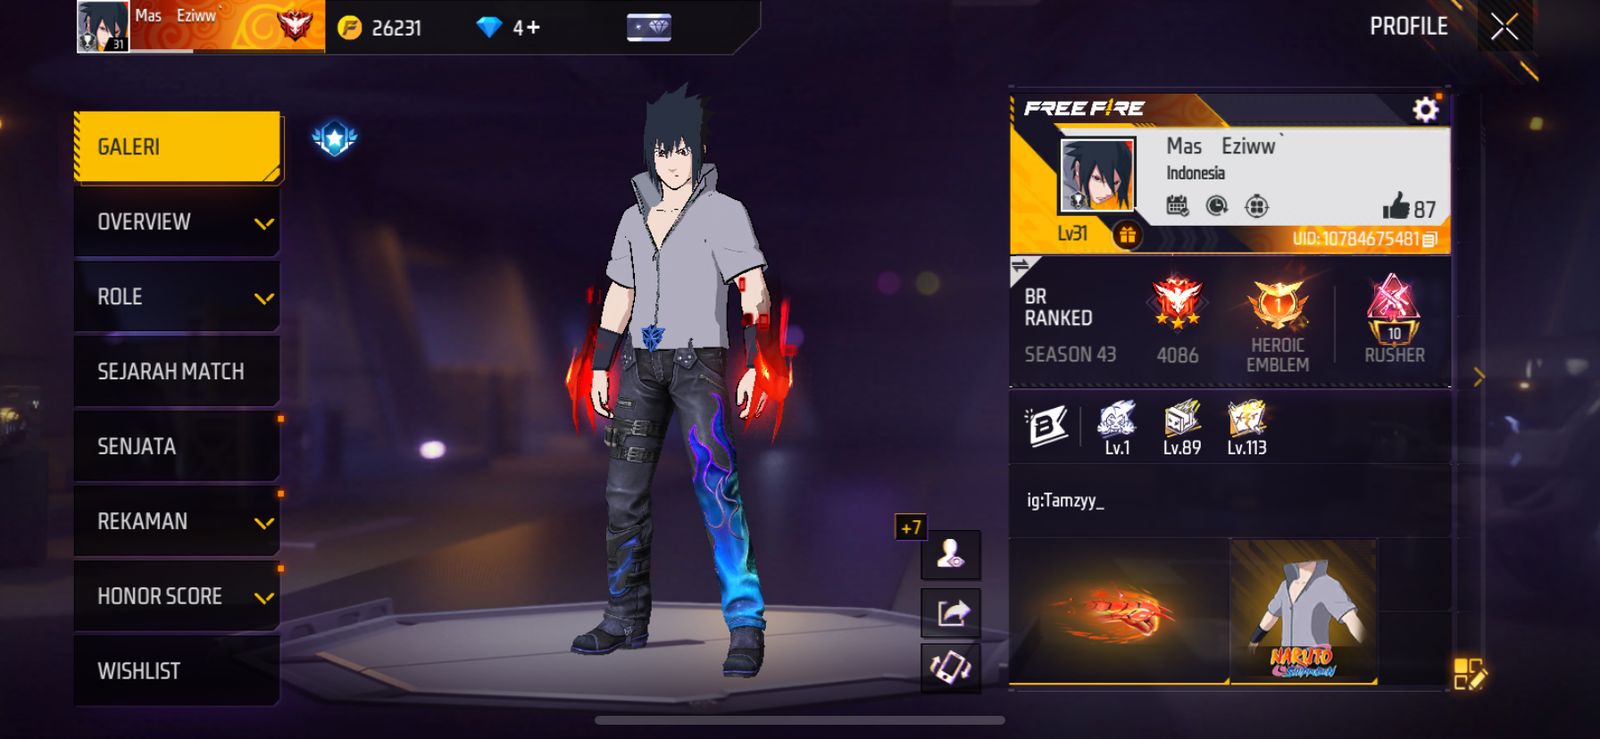 Mas Eziww`
31
26231
4+
PROFILE
GALERI
OVERVIEW
ROLE
SEJARAH MATCH
SENJATA
REKAMAN
HONOR SCORE
WISHLIST
+7
FREE FIRE
Mas Eziww`
Indonesia
87
Lv31
UID:10784675481
BR
RANKED
SEASON 43
4086
1
HEROIC
EMBLEM
10
RUSHER
B
Lv.1
Lv.89
Lv.113
ig:Tamzyy_
NARUTO
Shippuden